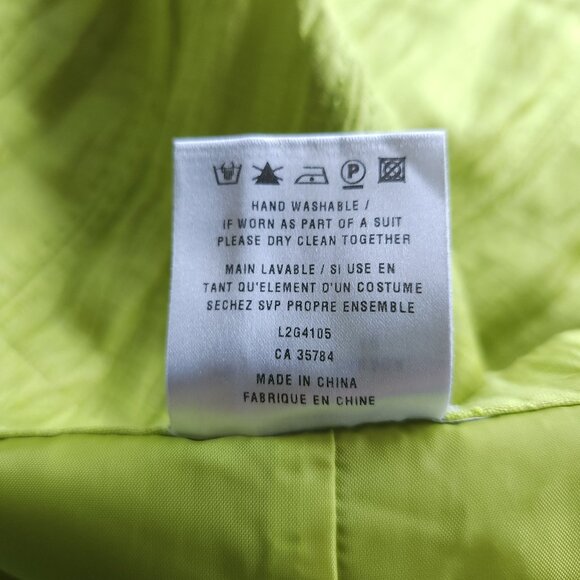 P
HAND WASHABLE /
IF WORN AS PART OF A SUIT
PLEASE DRY CLEAN TOGETHER
MAIN LAVABLE / SI USE EN
TANT QU'ELEMENT D'UN COSTUME
SECHEZ SVP PROPRE ENSEMBLE
L2G4105
CA 35784
MADE IN CHINA
FABRIQUE EN CHINE